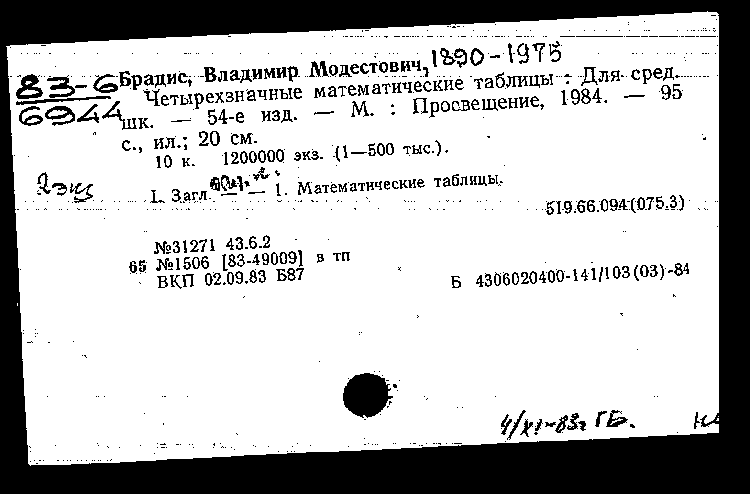 83-6
6944
Брадис, Владимир Модестович, 1890-1975
Четырехзначные математические таблицы : Для сред.
шк. — 54-е изд. — М. : Просвещение, 1984. — 95
с., ил.; 20 см.
10 к. 1200000 экз. (1—500 тыс.).
2 экз
I. Загл. — 1. Математические таблицы.
519.66.094(075.3)
№31271 43.6.2
65 №1506 [83-49009] в тп
ВКП 02.09.83 Б87
Б 4306020400-141/103(03)-84
4/XI-83г ГБ.